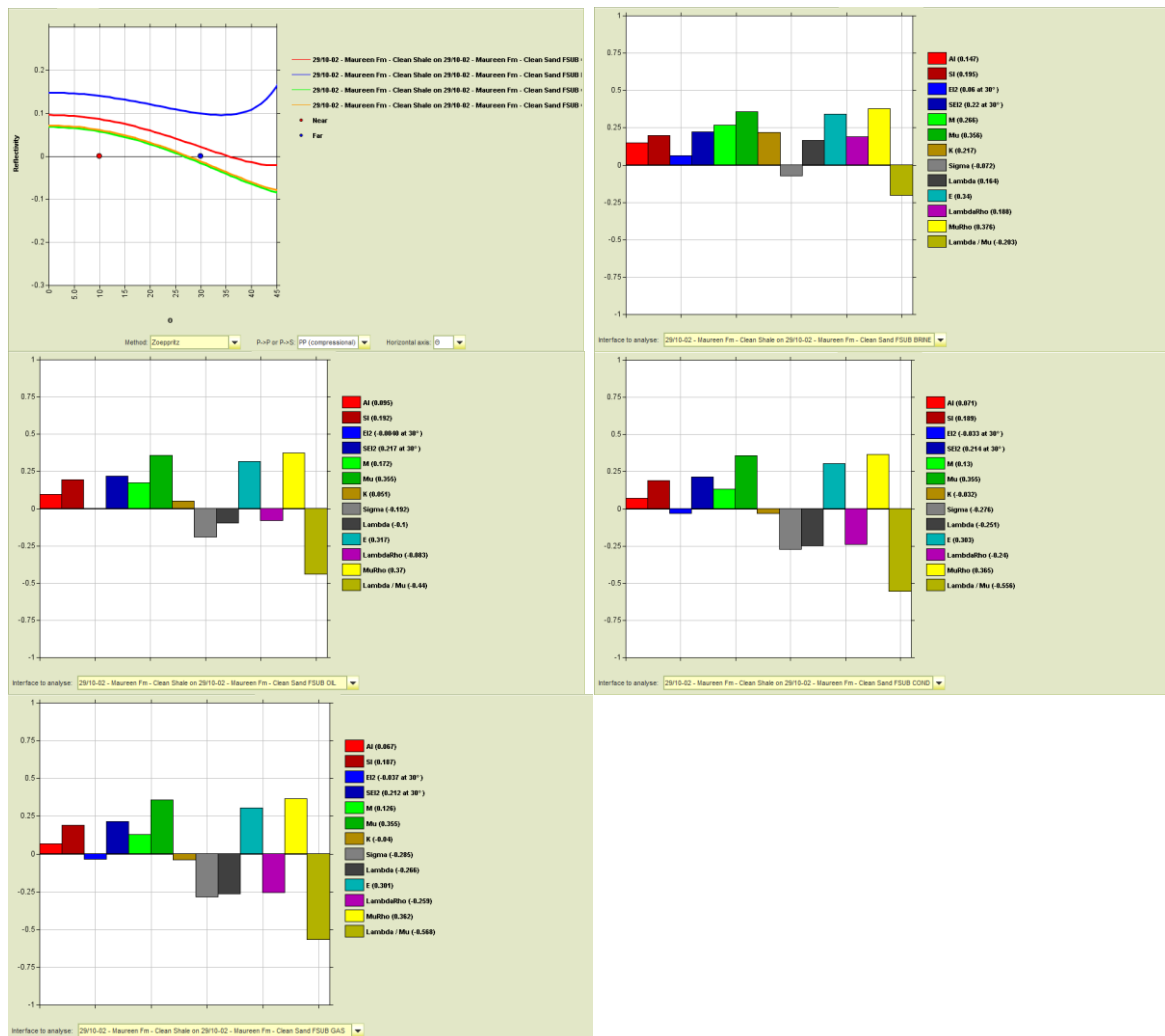 0.2
0.1
0
-0.1
-0.2
-0.3
Reflectivity
0
5.0
10
15
20
25
30
35
40
45
Θ
29/10-02 - Maureen Fm - Clean Shale on 29/10-02 - Maureen Fm - Clean Sand FSUB
29/10-02 - Maureen Fm - Clean Shale on 29/10-02 - Maureen Fm - Clean Sand FSUB
29/10-02 - Maureen Fm - Clean Shale on 29/10-02 - Maureen Fm - Clean Sand FSUB
29/10-02 - Maureen Fm - Clean Shale on 29/10-02 - Maureen Fm - Clean Sand FSUB
Near
Far
Method: Zoeppritz P->P or P->S: PP (compressional) Horizontal axis: Θ
1
0.75
0.5
0.25
0
-0.25
-0.5
-0.75
-1
AI (0.147)
SI (0.195)
EI2 (0.06 at 30°)
SEI2 (0.22 at 30°)
M (0.266)
Mu (0.356)
K (0.217)
Sigma (-0.072)
Lambda (0.164)
E (0.34)
LambdaRho (0.188)
MuRho (0.376)
Lambda / Mu (-0.203)
Interface to analyse: 29/10-02 - Maureen Fm - Clean Shale on 29/10-02 - Maureen Fm - Clean Sand FSUB BRINE
1
0.75
0.5
0.25
0
-0.25
-0.5
-0.75
-1
AI (0.095)
SI (0.192)
EI2 (-0.0040 at 30°)
SEI2 (0.217 at 30°)
M (0.172)
Mu (0.355)
K (0.051)
Sigma (-0.192)
Lambda (-0.1)
E (0.317)
LambdaRho (-0.083)
MuRho (0.37)
Lambda / Mu (-0.44)
Interface to analyse: 29/10-02 - Maureen Fm - Clean Shale on 29/10-02 - Maureen Fm - Clean Sand FSUB OIL
1
0.75
0.5
0.25
0
-0.25
-0.5
-0.75
-1
AI (0.071)
SI (0.189)
EI2 (-0.033 at 30°)
SEI2 (0.214 at 30°)
M (0.13)
Mu (0.355)
K (-0.032)
Sigma (-0.276)
Lambda (-0.251)
E (0.303)
LambdaRho (-0.24)
MuRho (0.365)
Lambda / Mu (-0.556)
Interface to analyse: 29/10-02 - Maureen Fm - Clean Shale on 29/10-02 - Maureen Fm - Clean Sand FSUB COND
1
0.75
0.5
0.25
0
-0.25
-0.5
-0.75
-1
AI (0.067)
SI (0.187)
EI2 (-0.037 at 30°)
SEI2 (0.212 at 30°)
M (0.126)
Mu (0.355)
K (-0.04)
Sigma (-0.285)
Lambda (-0.266)
E (0.301)
LambdaRho (-0.259)
MuRho (0.362)
Lambda / Mu (-0.568)
Interface to analyse: 29/10-02 - Maureen Fm - Clean Shale on 29/10-02 - Maureen Fm - Clean Sand FSUB GAS